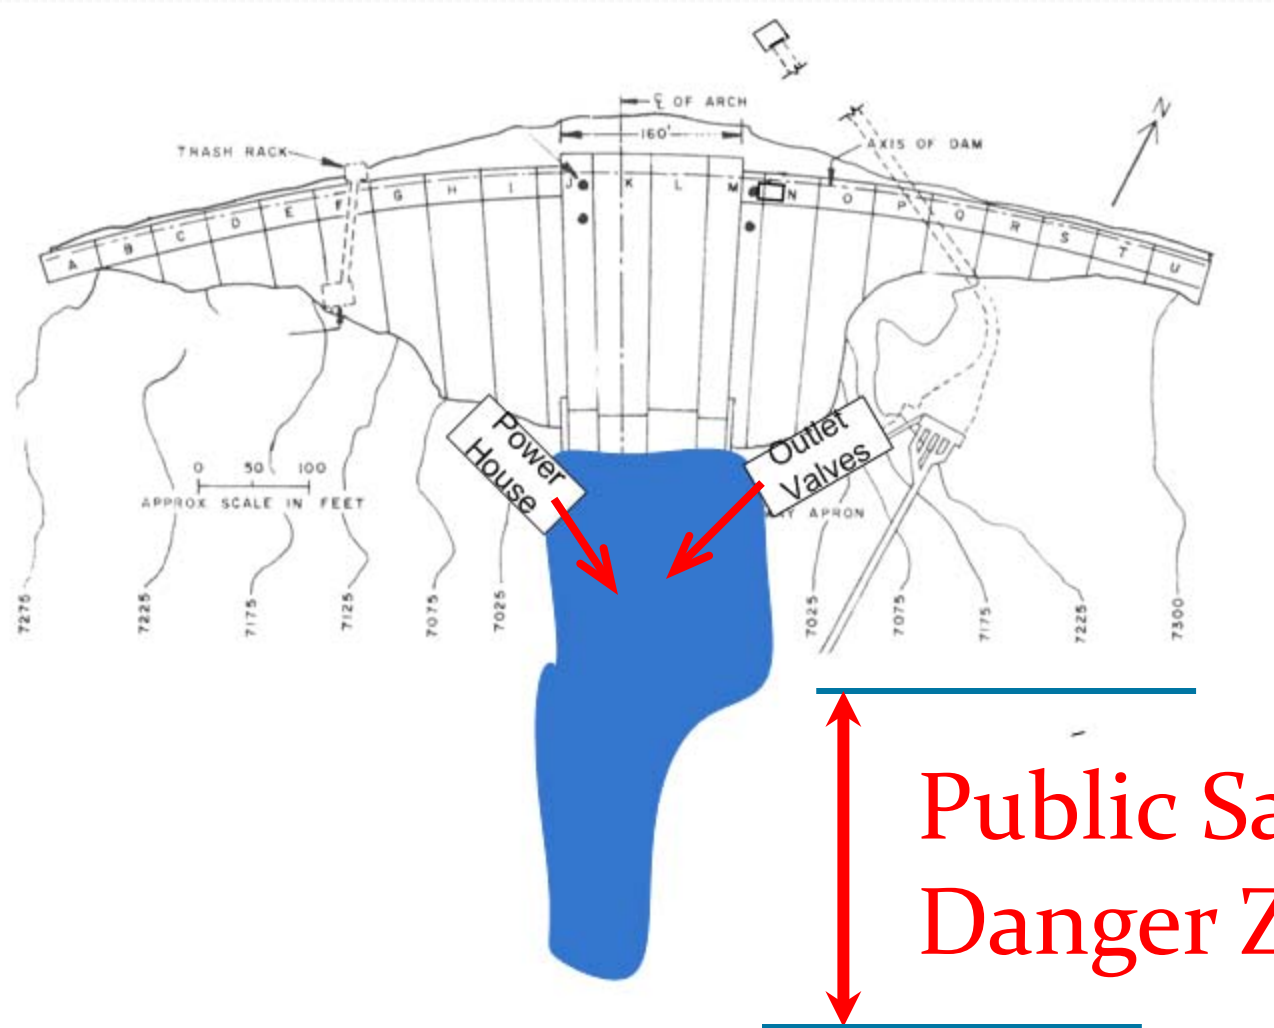 N
℄ OF ARCH
160'
AXIS OF DAM
TRASH RACK
A B C D E F G H I J K L M N O P Q R S T U
Power
House
Outlet
Valves
0 50 100
APPROX SCALE IN FEET
APRON
7275
7225
7175
7125
7075
7025
7025
7075
7175
7225
7300
Public Sa
Danger Z